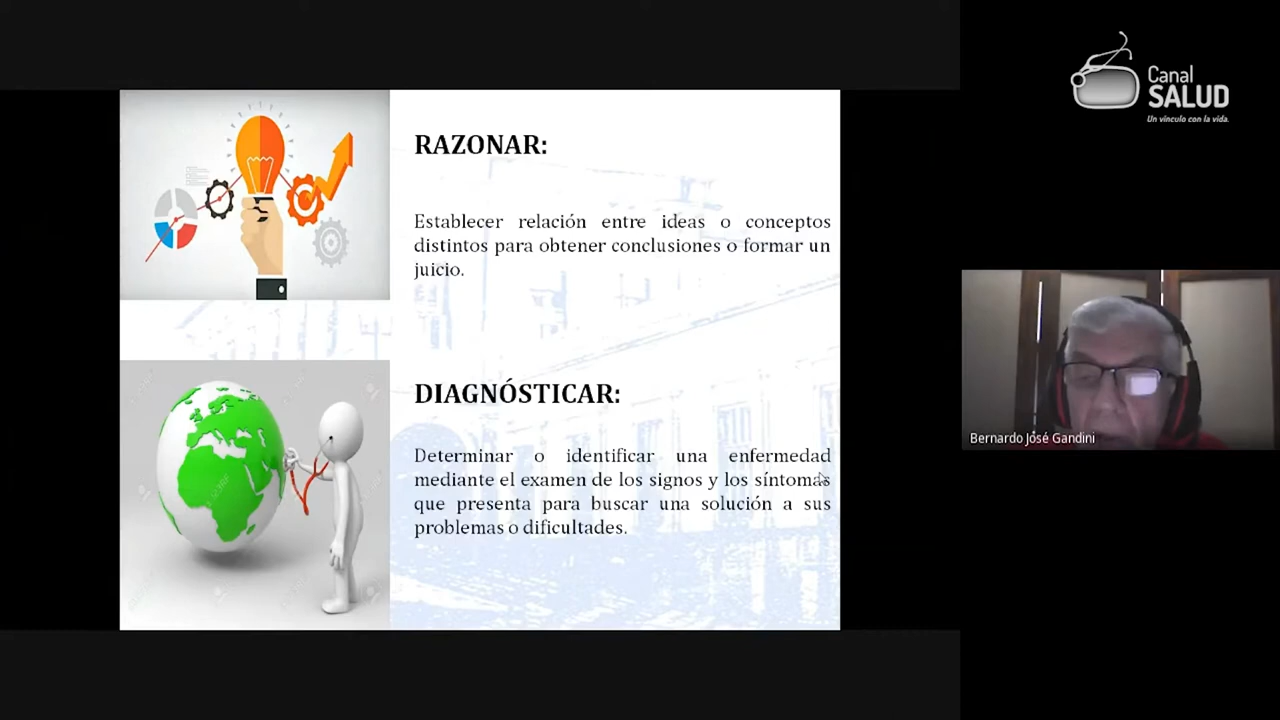 Canal
SALUD
Un vínculo con la vida.
RAZONAR:
Establecer relación entre ideas o conceptos
distintos para obtener conclusiones o formar un
juicio.
DIAGNÓSTICAR:
Determinar o identificar una enfermedad
mediante el examen de los signos y los síntomas
que presenta para buscar una solución a sus
problemas o dificultades.
Bernardo José Gandini